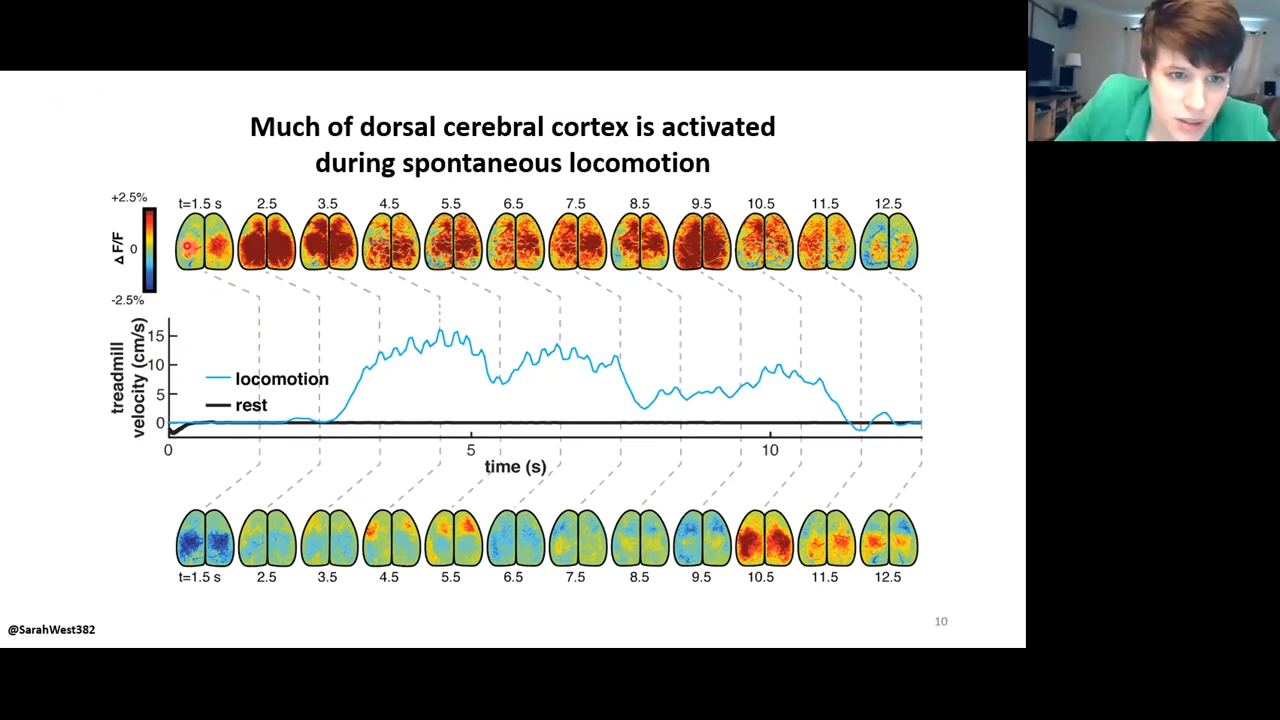 Much of dorsal cerebral cortex is activated
during spontaneous locomotion
+2.5%
0
-2.5%
Δ F/F
t=1.5 s 2.5 3.5 4.5 5.5 6.5 7.5 8.5 9.5 10.5 11.5 12.5
treadmill
velocity (cm/s)
15
10
5
0
locomotion
rest
0 5 10
time (s)
t=1.5 s 2.5 3.5 4.5 5.5 6.5 7.5 8.5 9.5 10.5 11.5 12.5
@SarahWest382
10